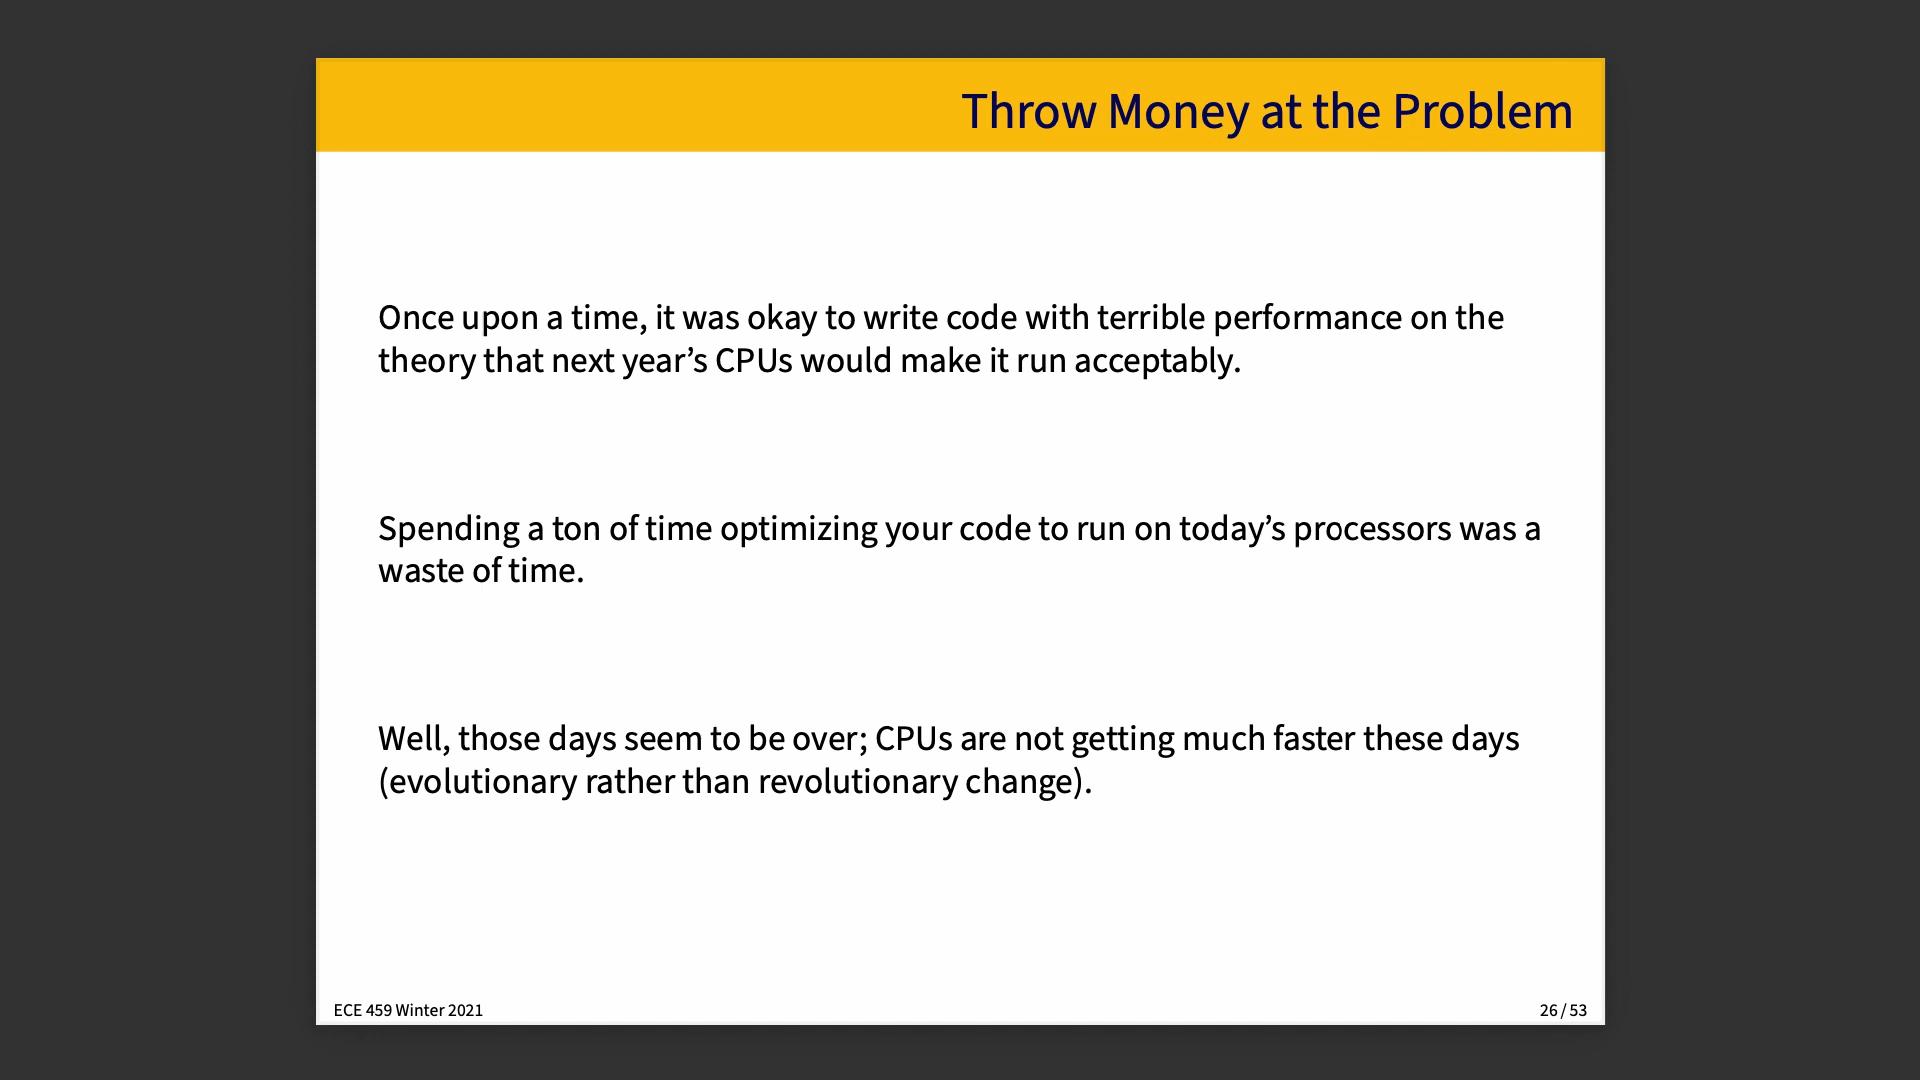 Throw Money at the Problem
Once upon a time, it was okay to write code with terrible performance on the
theory that next year’s CPUs would make it run acceptably.
Spending a ton of time optimizing your code to run on today’s processors was a
waste of time.
Well, those days seem to be over; CPUs are not getting much faster these days
(evolutionary rather than revolutionary change).
ECE 459 Winter 2021
26 / 53